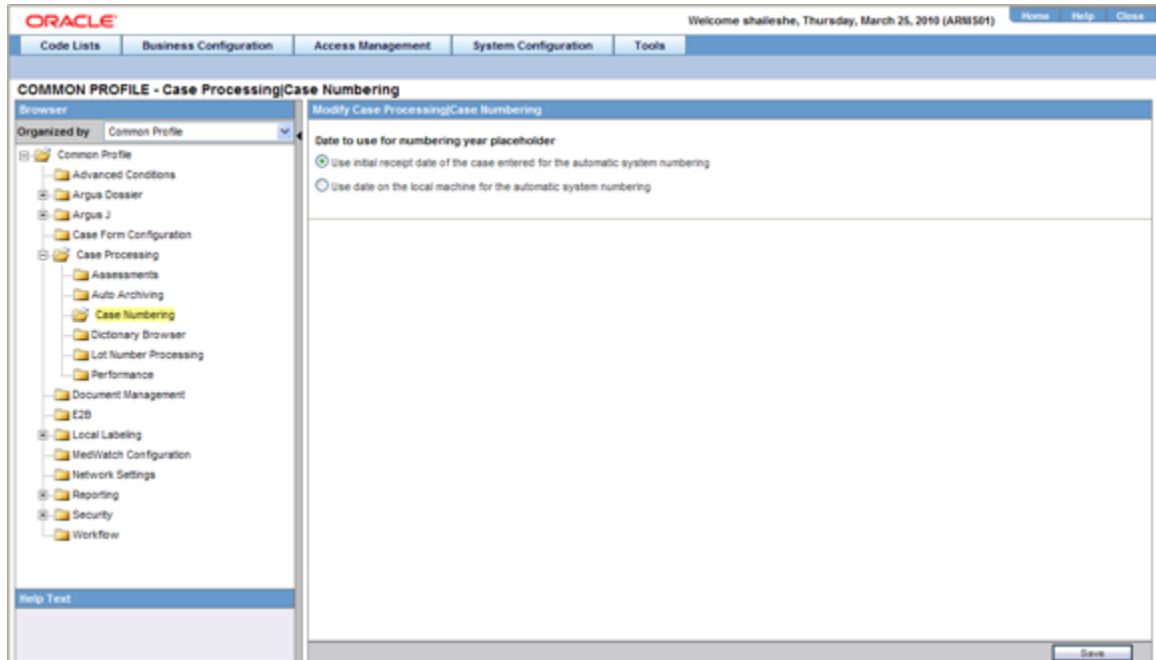 ORACLE
Welcome shaileshe, Thursday, March 25, 2010 (ARMIS01)
Home Help Close
Code Lists Business Configuration Access Management System Configuration Tools
COMMON PROFILE - Case Processing|Case Numbering
Browser
Modify Case Processing|Case Numbering
Organized by Common Profile
Date to use for numbering year placeholder
Use initial receipt date of the case entered for the automatic system numbering
Use date on the local machine for the automatic system numbering
Common Profile
Advanced Conditions
Argus Dossier
Argus J
Case Form Configuration
Case Processing
Assessments
Auto Archiving
Case Numbering
Dictionary Browser
Lot Number Processing
Performance
Document Management
E2B
Local Labeling
MedWatch Configuration
Network Settings
Reporting
Security
Workflow
Help Text
Save